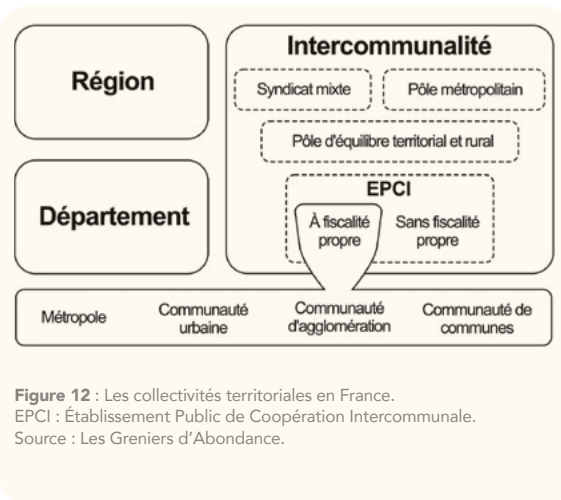 Région
Intercommunalité
Syndicat mixte
Pôle métropolitain
Pôle d'équilibre territorial et rural
Département
EPCI
À fiscalité
propre
Sans fiscalité
propre
Métropole
Communauté
urbaine
Communauté
d'agglomération
Communauté de
communes
Figure 12 : Les collectivités territoriales en France.
EPCI : Établissement Public de Coopération Intercommunale.
Source : Les Greniers d'Abondance.